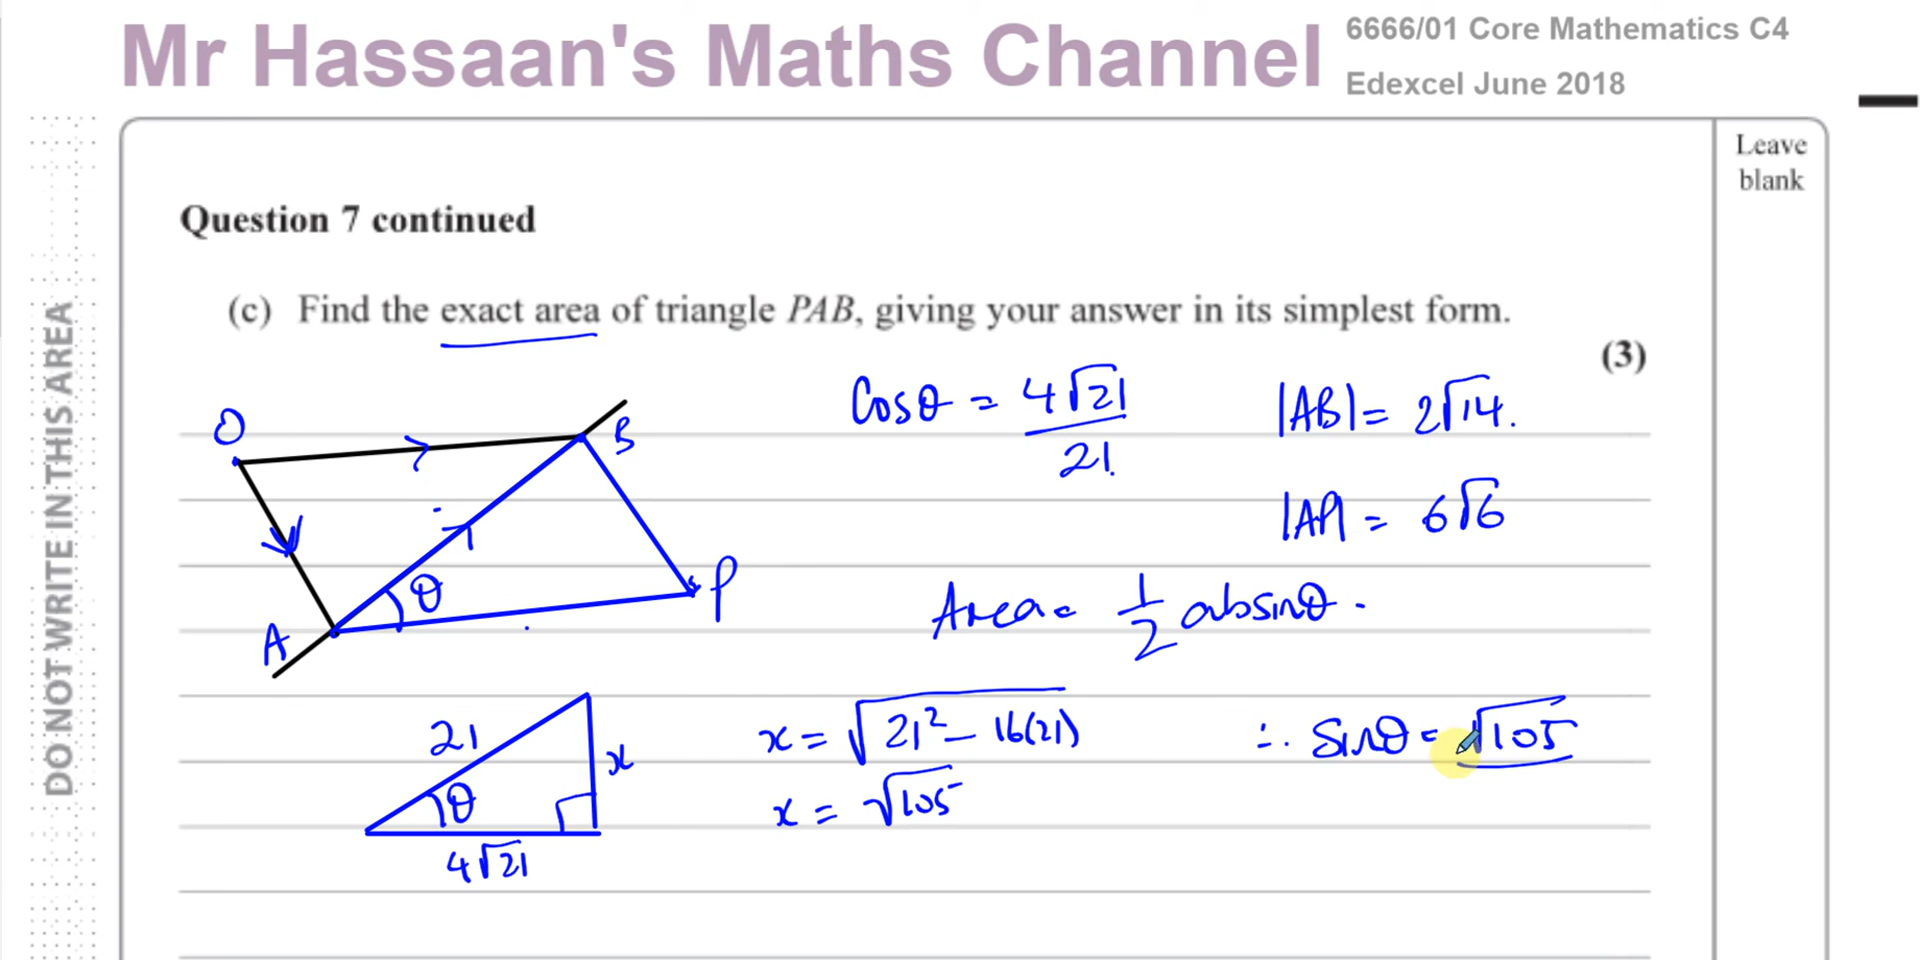 Mr Hassaan's Maths Channel
6666/01 Core Mathematics C4
Edexcel June 2018
Leave
blank
DO NOT WRITE IN THIS AREA
Question 7 continued
(c) Find the exact area of triangle PAB, giving your answer in its simplest form.
(3)
Cosθ = 4√21
21
|AB| = 2√14.
|AP| = 6√6
O
B
θ
P
A
Area = 1/2 absinθ.
21
x
θ
4√21
x = √21² - 16(21)
x = √105
∴ Sinθ = √105